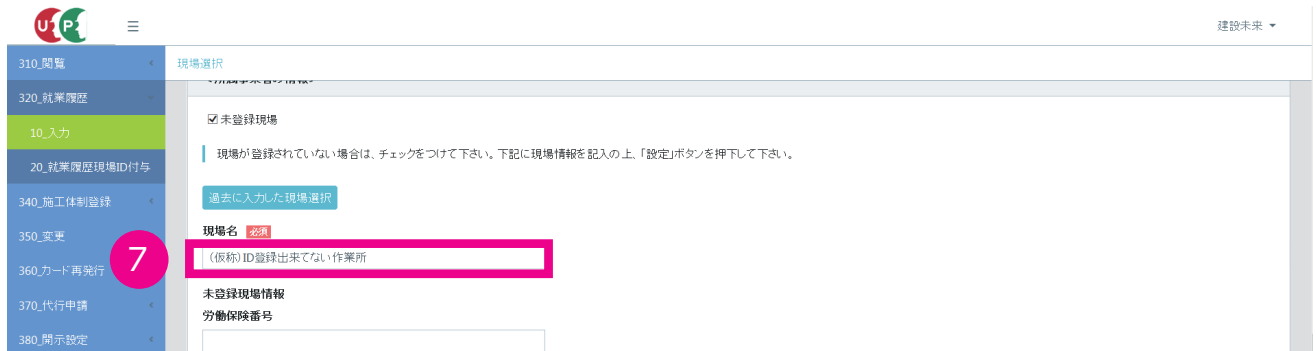 建設未来
310_閲覧
現場選択
320_就業履歴
10_入力
20_就業履歴現場ID付与
340_施工体制登録
350_変更
360_カード再発行
370_代行申請
380_開示設定
未登録現場
現場が登録されていない場合は、チェックをつけて下さい。下記に現場情報を記入の上、「設定」ボタンを押下して下さい。
過去に入力した現場選択
現場名 必須
7
(仮称)ID登録出来てない作業所
未登録現場情報
労働保険番号